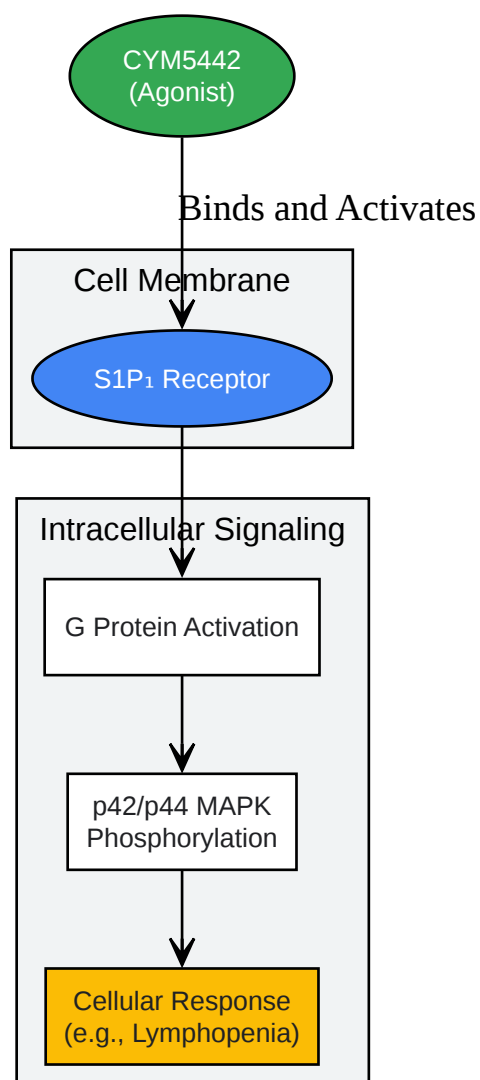 CYM5442
(Agonist)
Binds and Activates
Cell Membrane
S1P₁ Receptor
Intracellular Signaling
G Protein Activation
p42/p44 MAPK
Phosphorylation
Cellular Response
(e.g., Lymphopenia)